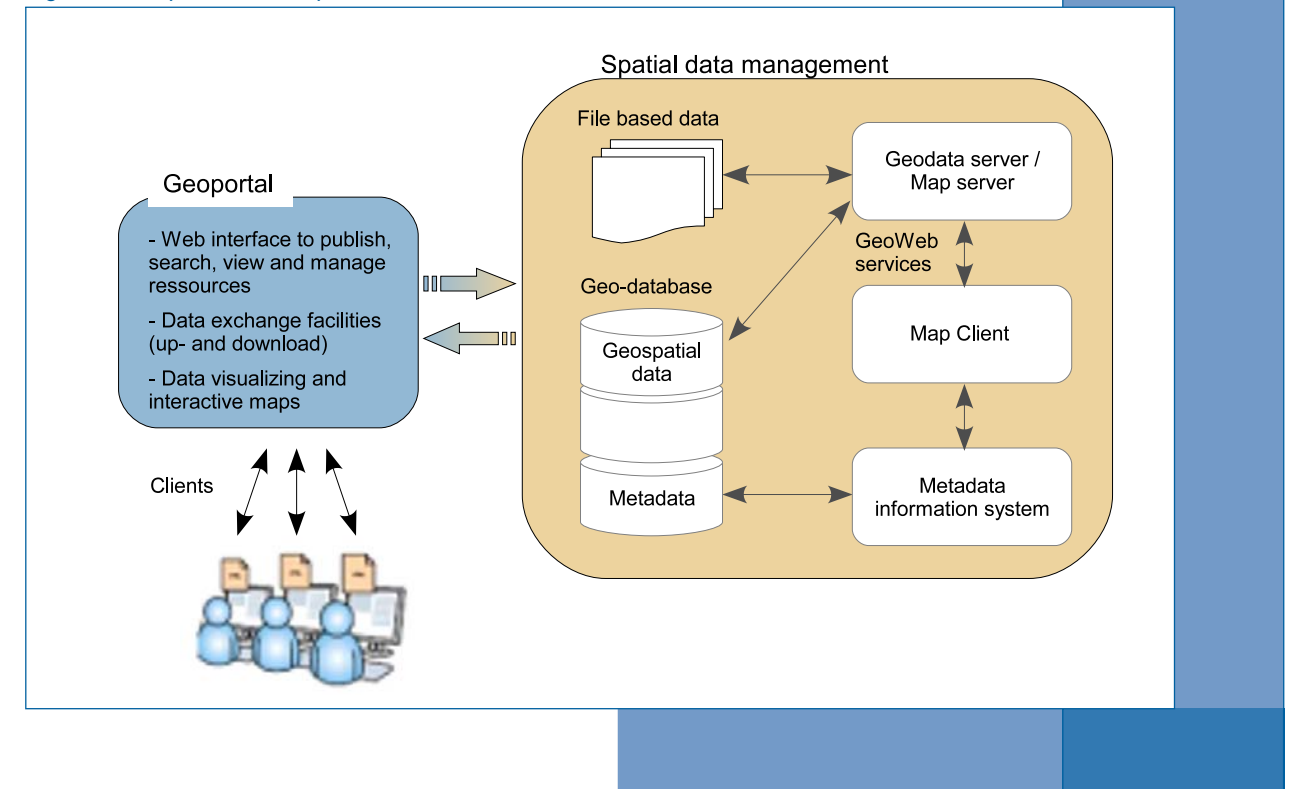 Spatial data management
File based data
Geodata server /
Map server
Geoportal
- Web interface to publish,
search, view and manage
ressources
- Data exchange facilities
(up- and download)
- Data visualizing and
interactive maps
GeoWeb
services
Geo-database
Geospatial
data
Map Client
Metadata
Metadata
information system
Clients